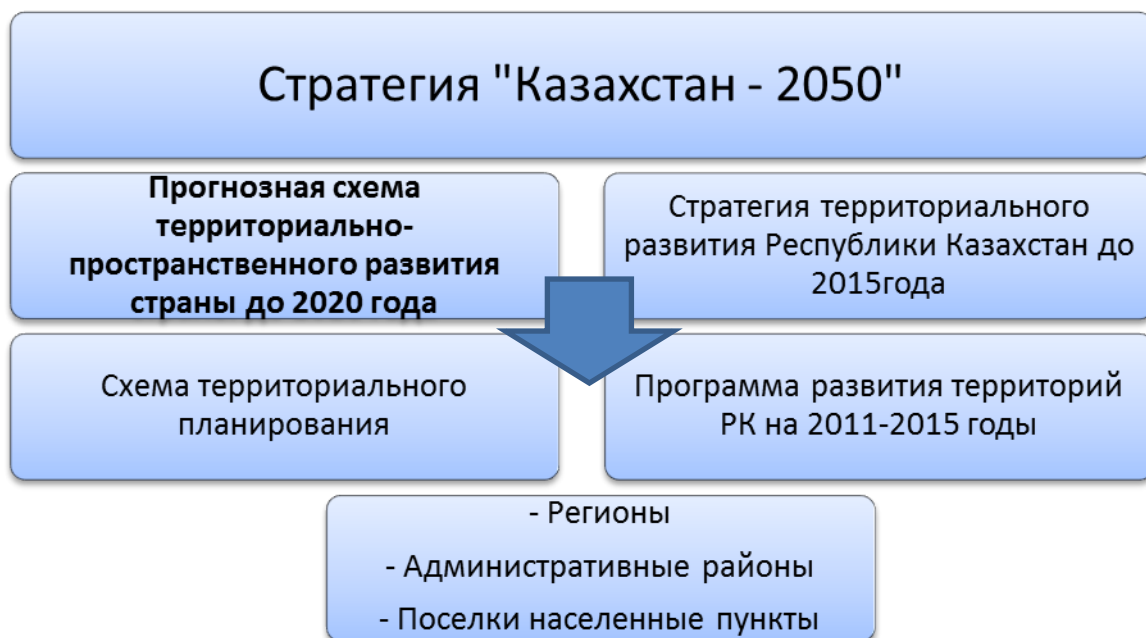 Стратегия "Казахстан - 2050"
Прогнозная схема
территориально-
пространственного развития
страны до 2020 года
Стратегия территориального
развития Республики Казахстан до
2015года
Схема территориального
планирования
Программа развития территорий
РК на 2011-2015 годы
- Регионы
- Административные районы
- Поселки населенные пункты